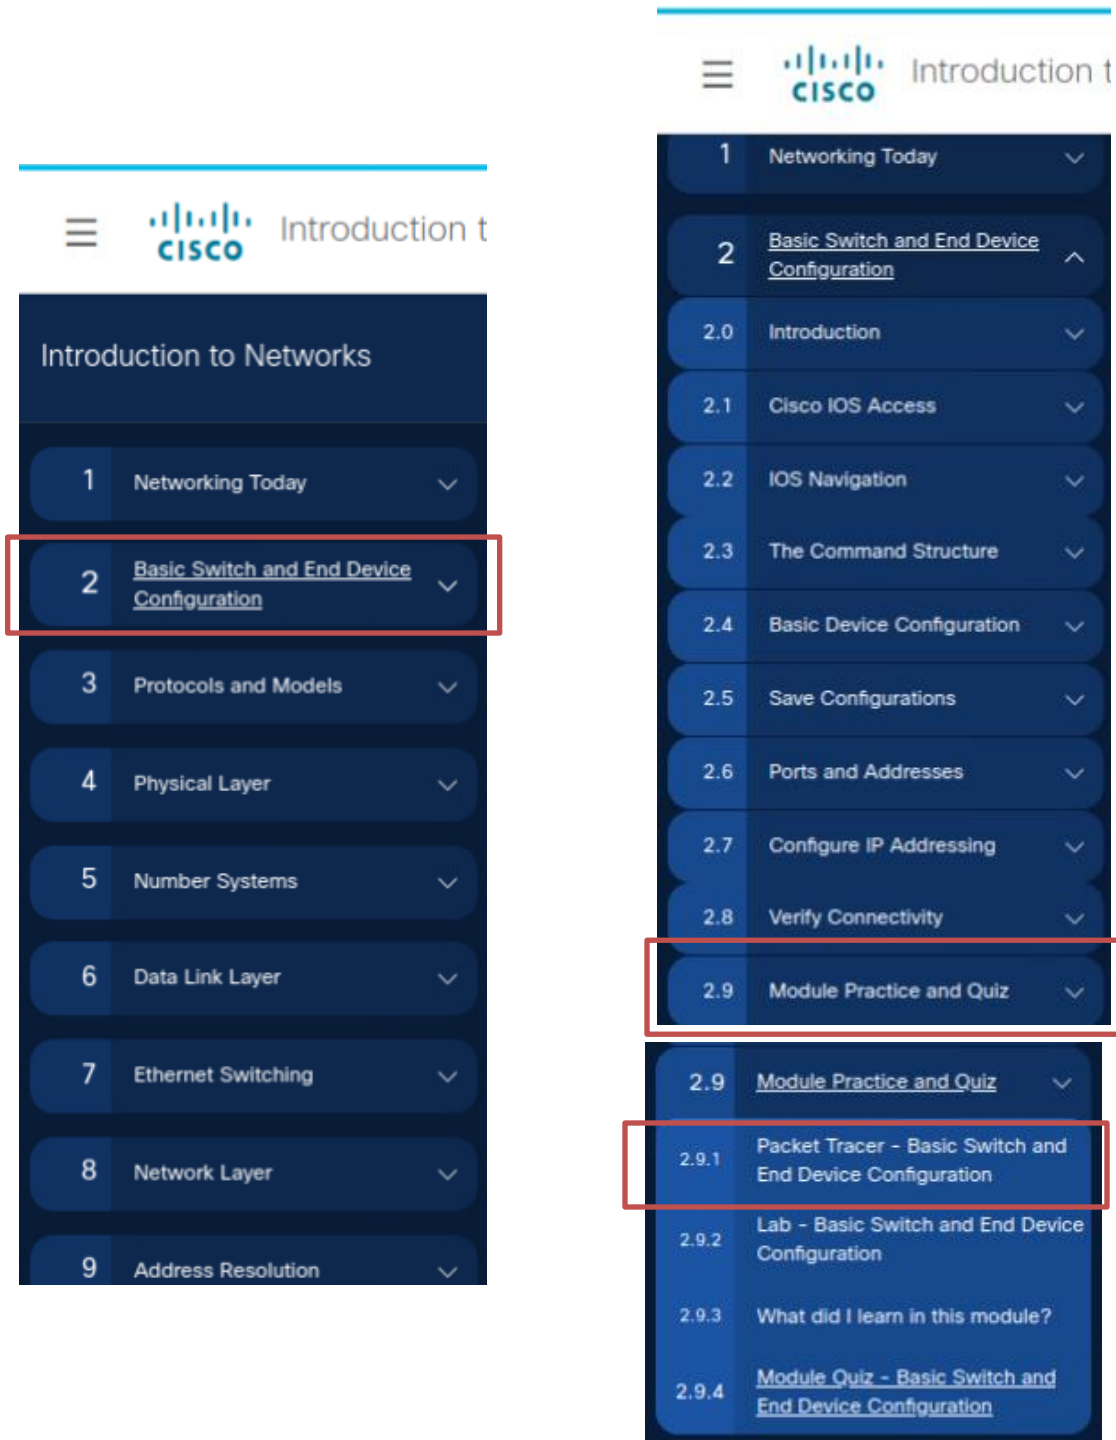 CISCO
Introduction t
Introduction to Networks
1 Networking Today
2 Basic Switch and End Device
Configuration
3 Protocols and Models
4 Physical Layer
5 Number Systems
6 Data Link Layer
7 Ethernet Switching
8 Network Layer
9 Address Resolution
CISCO
Introduction t
1 Networking Today
2 Basic Switch and End Device
Configuration
2.0 Introduction
2.1 Cisco IOS Access
2.2 IOS Navigation
2.3 The Command Structure
2.4 Basic Device Configuration
2.5 Save Configurations
2.6 Ports and Addresses
2.7 Configure IP Addressing
2.8 Verify Connectivity
2.9 Module Practice and Quiz
2.9 Module Practice and Quiz
2.9.1 Packet Tracer - Basic Switch and
End Device Configuration
2.9.2 Lab - Basic Switch and End Device
Configuration
2.9.3 What did I learn in this module?
2.9.4 Module Quiz - Basic Switch and
End Device Configuration